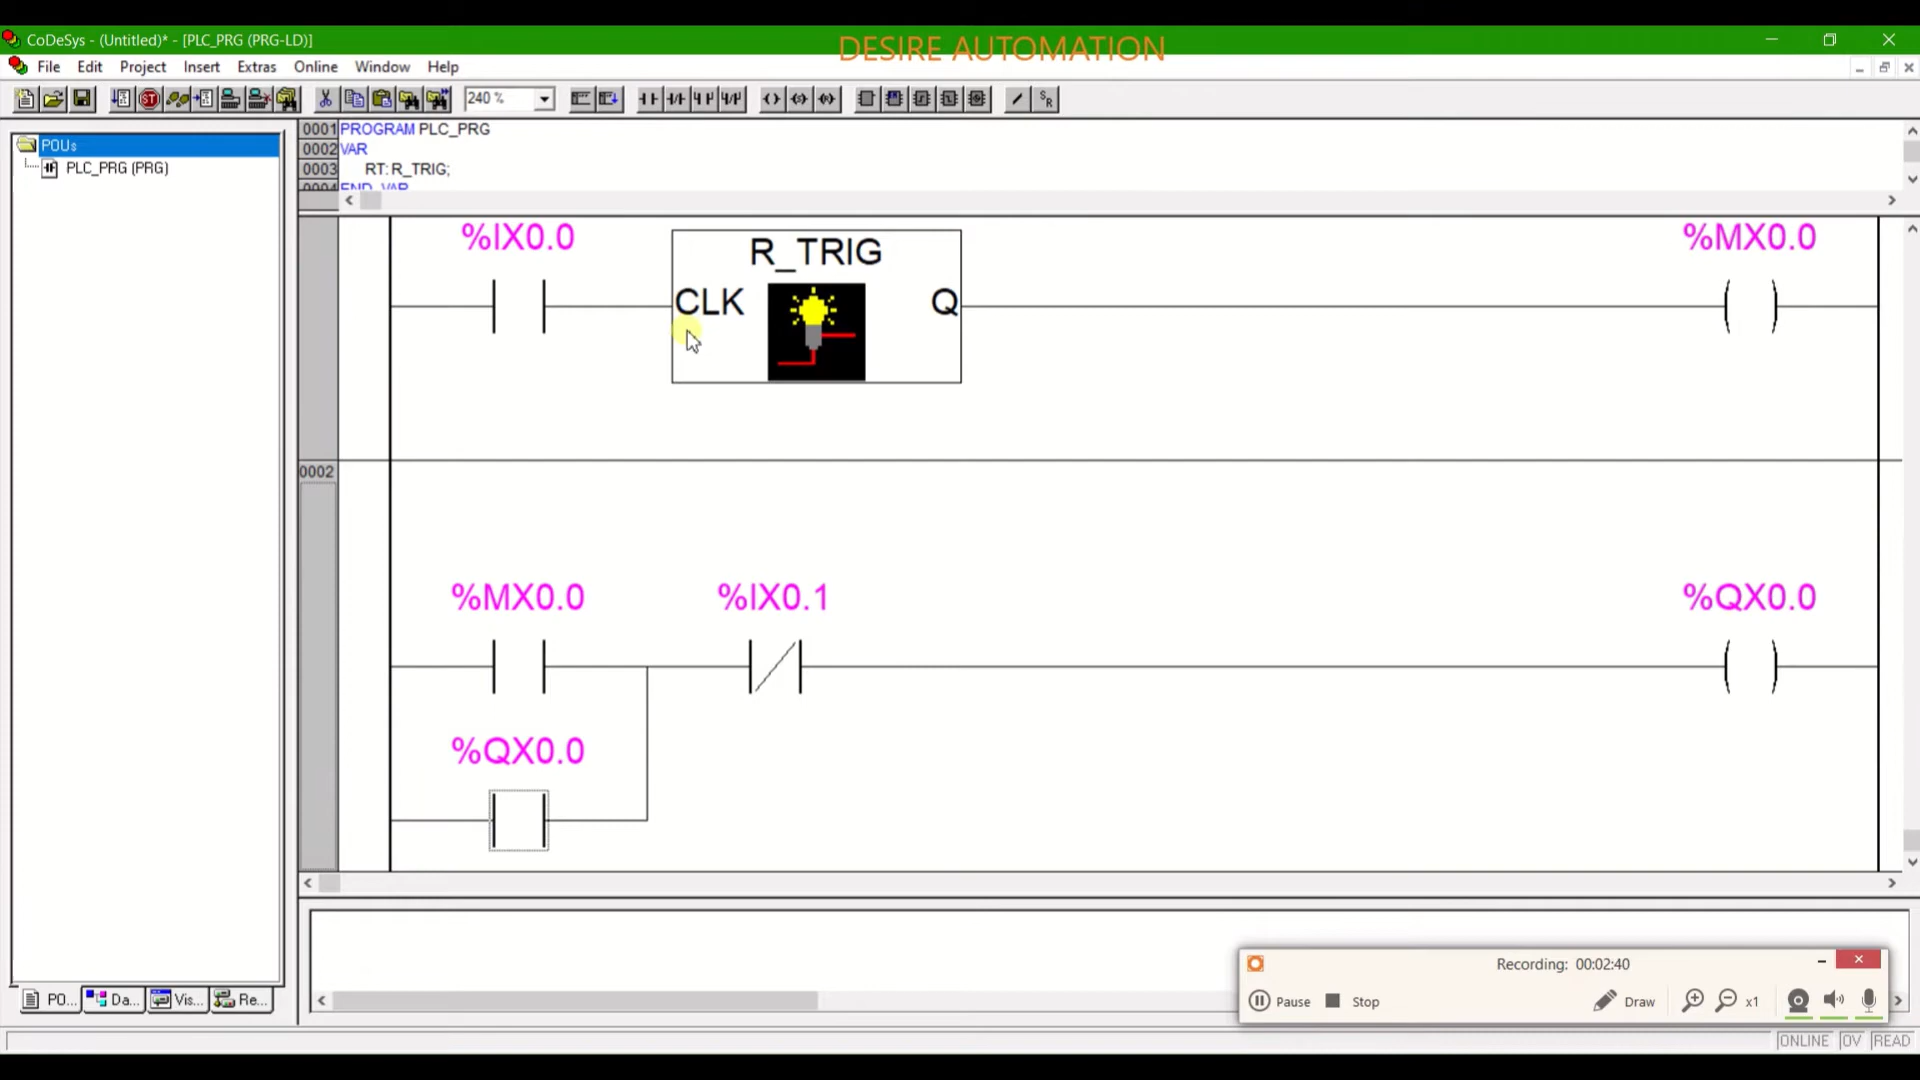 CoDeSys - (Untitled)* - [PLC_PRG (PRG-LD)]
DESIRE AUTOMATION
File Edit Project Insert Extras Online Window Help
240 %
POUs
PLC_PRG (PRG)
0001 PROGRAM PLC_PRG
0002 VAR
0003 RT: R_TRIG;
0004 END_VAR
%IX0.0
R_TRIG
%MX0.0
CLK
Q
0002
%MX0.0
%IX0.1
%QX0.0
%QX0.0
Recording: 00:02:40
Pause Stop Draw x1
PO... Da... Vis... Re...
ONLINE OV READ